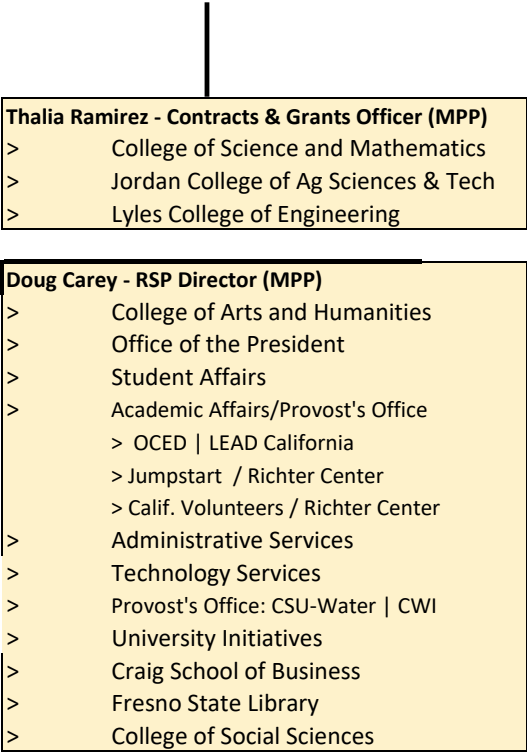 Thalia Ramirez - Contracts & Grants Officer (MPP)
> College of Science and Mathematics
> Jordan College of Ag Sciences & Tech
> Lyles College of Engineering
Doug Carey - RSP Director (MPP)
> College of Arts and Humanities
> Office of the President
> Student Affairs
> Academic Affairs/Provost's Office
> OCED | LEAD California
> Jumpstart / Richter Center
> Calif. Volunteers / Richter Center
> Administrative Services
> Technology Services
> Provost's Office: CSU-Water | CWI
> University Initiatives
> Craig School of Business
> Fresno State Library
> College of Social Sciences